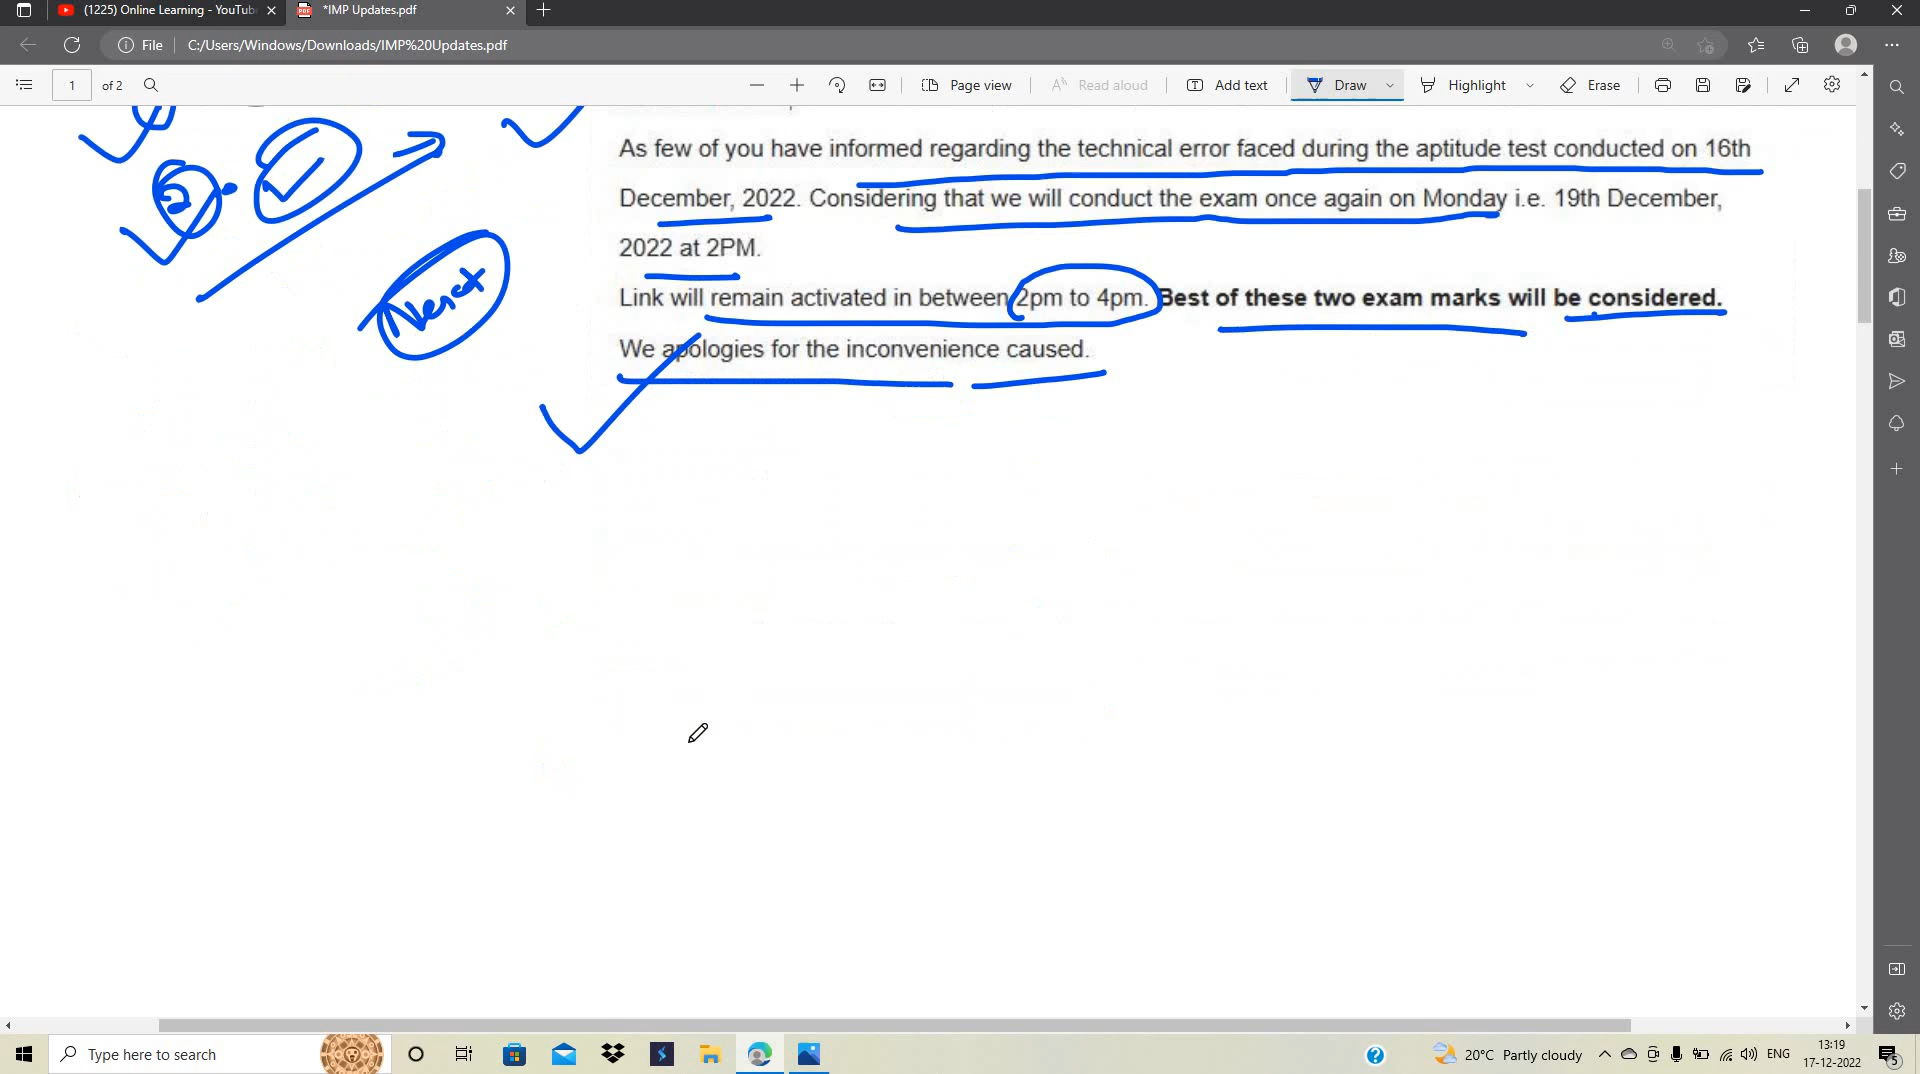 (1225) Online Learning - YouTub
*IMP Updates.pdf
File
C:/Users/Windows/Downloads/IMP%20Updates.pdf
1 of 2
Page view
Read aloud
Add text
Draw
Highlight
Erase
As few of you have informed regarding the technical error faced during the aptitude test conducted on 16th
December, 2022. Considering that we will conduct the exam once again on Monday i.e. 19th December,
2022 at 2PM.
Link will remain activated in between 2pm to 4pm. Best of these two exam marks will be considered.
We apologies for the inconvenience caused.
2
Type here to search
20°C Partly cloudy
ENG
13:19
17-12-2022
5